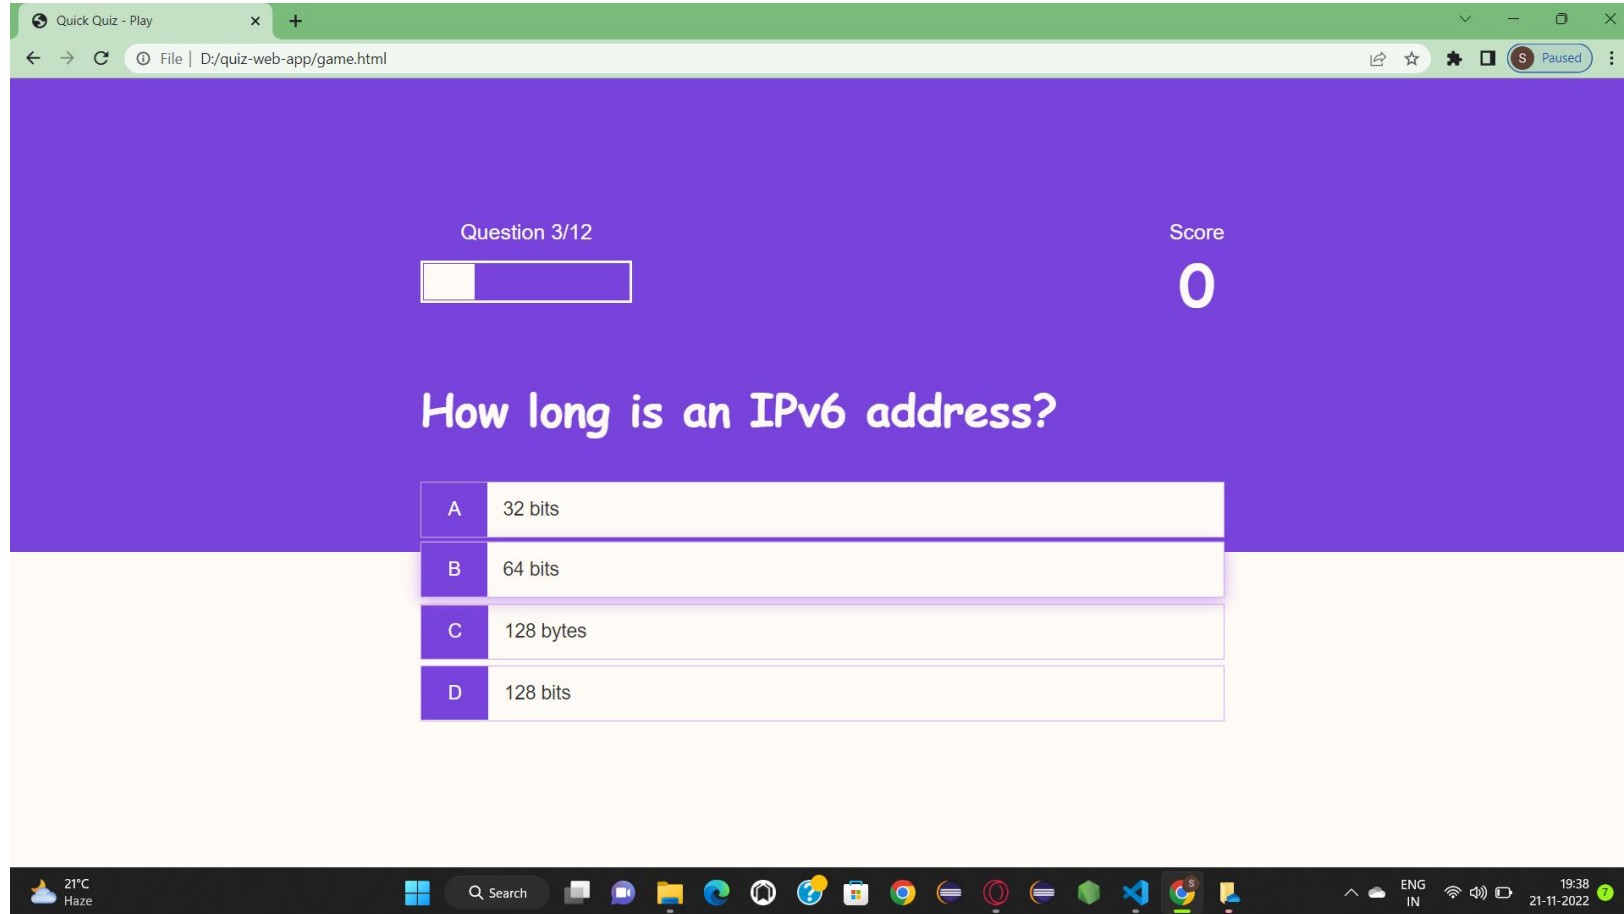 Quick Quiz - Play
File | D:/quiz-web-app/game.html
S Paused
Question 3/12
Score
0
How long is an IPv6 address?
A 32 bits
B 64 bits
C 128 bytes
D 128 bits
21°C
Haze
Search
S
ENG
IN
19:38
21-11-2022
7